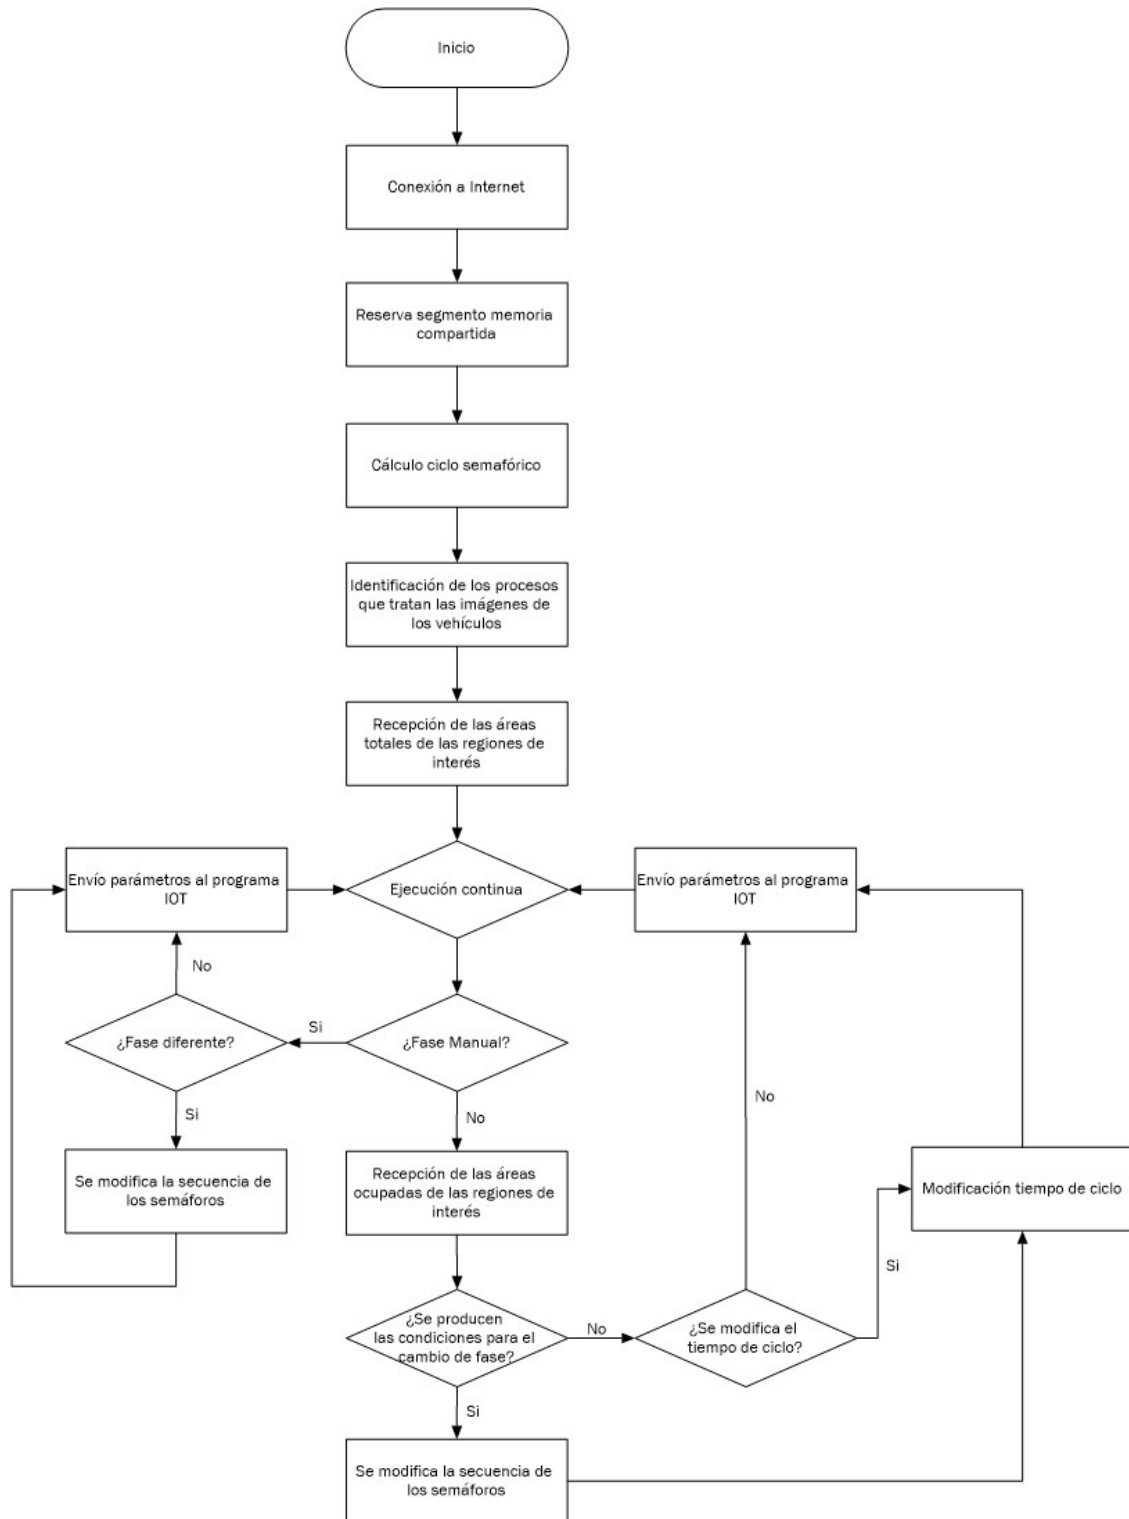 Inicio
Conexión a Internet
Reserva segmento memoria
compartida
Cálculo ciclo semafórico
Identificación de los procesos
que tratan las imágenes de
los vehículos
Recepción de las áreas
totales de las regiones de
interés
Envío parámetros al programa
IOT
Ejecución continua
Envío parámetros al programa
IOT
No
¿Fase diferente?
Si
¿Fase Manual?
Si
No
No
Se modifica la secuencia de
los semáforos
Recepción de las áreas
ocupadas de las regiones de
interés
Modificación tiempo de ciclo
Si
¿Se producen
las condiciones para el
cambio de fase?
No
¿Se modifica el
tiempo de ciclo?
Si
Se modifica la secuencia de
los semáforos